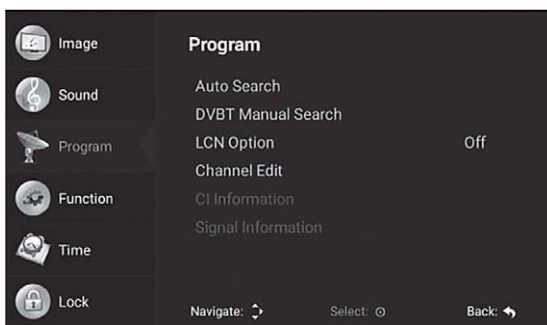 Image
Sound
Program
Function
Time
Lock
Program
Auto Search
DVBT Manual Search
LCN Option Off
Channel Edit
CI Information
Signal Information
Navigate: Select: Back: